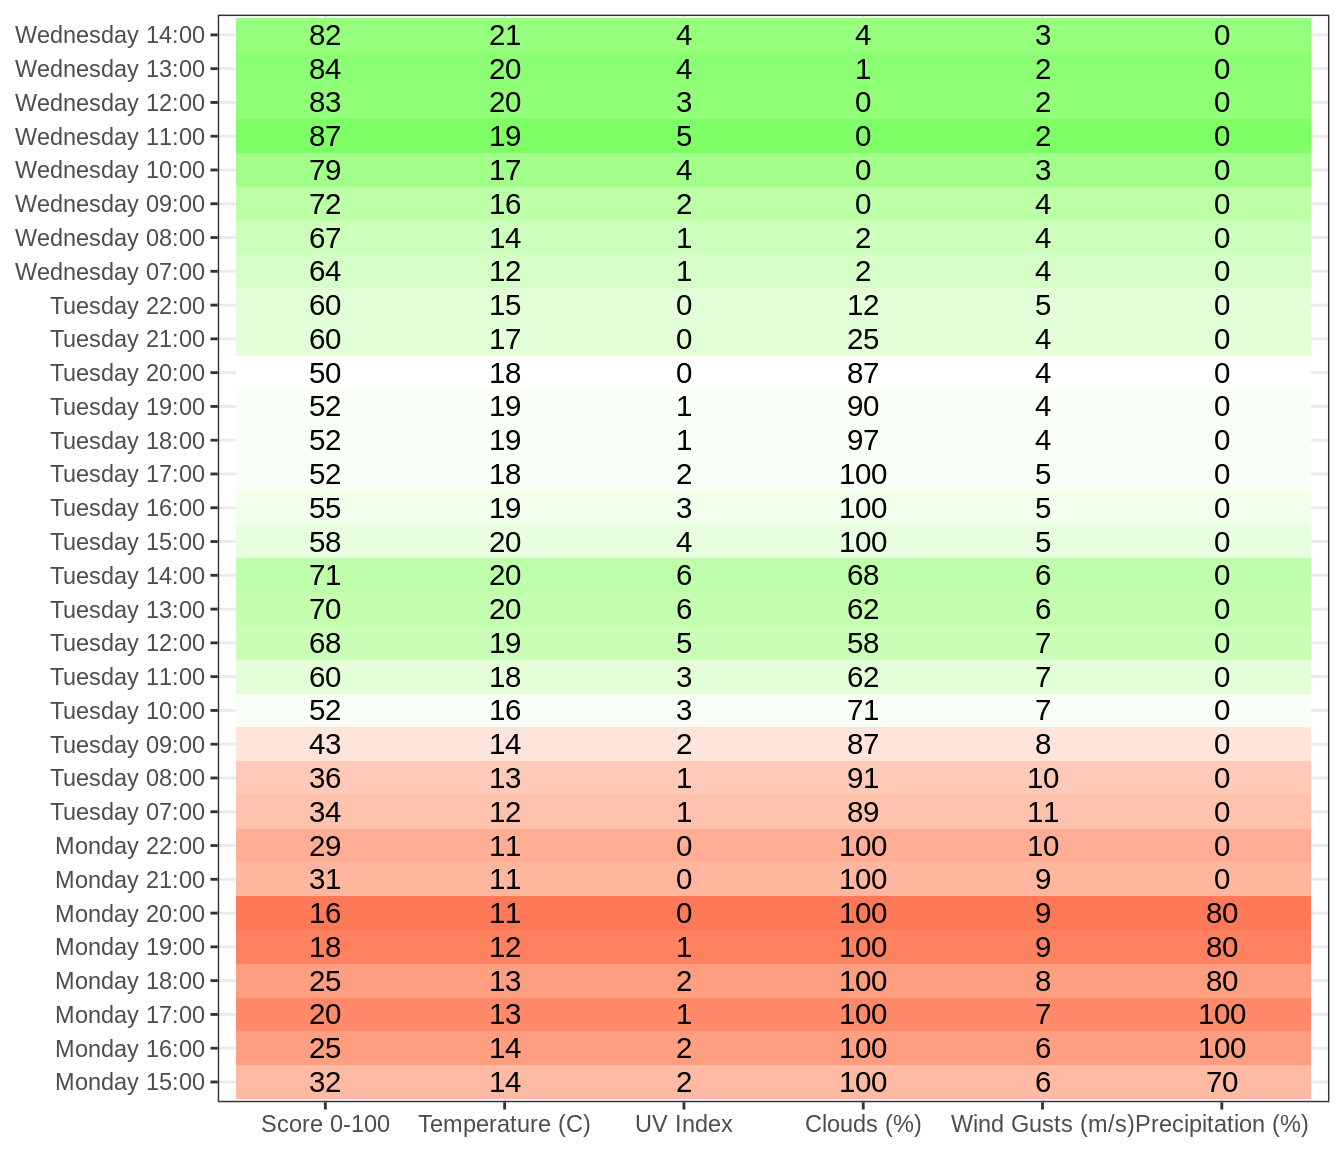 Wednesday 14:00 82 21 4 4 3 0
Wednesday 13:00 84 20 4 1 2 0
Wednesday 12:00 83 20 3 0 2 0
Wednesday 11:00 87 19 5 0 2 0
Wednesday 10:00 79 17 4 0 3 0
Wednesday 09:00 72 16 2 0 4 0
Wednesday 08:00 67 14 1 2 4 0
Wednesday 07:00 64 12 1 2 4 0
Tuesday 22:00 60 15 0 12 5 0
Tuesday 21:00 60 17 0 25 4 0
Tuesday 20:00 50 18 0 87 4 0
Tuesday 19:00 52 19 1 90 4 0
Tuesday 18:00 52 19 1 97 4 0
Tuesday 17:00 52 18 2 100 5 0
Tuesday 16:00 55 19 3 100 5 0
Tuesday 15:00 58 20 4 100 5 0
Tuesday 14:00 71 20 6 68 6 0
Tuesday 13:00 70 20 6 62 6 0
Tuesday 12:00 68 19 5 58 7 0
Tuesday 11:00 60 18 3 62 7 0
Tuesday 10:00 52 16 3 71 7 0
Tuesday 09:00 43 14 2 87 8 0
Tuesday 08:00 36 13 1 91 10 0
Tuesday 07:00 34 12 1 89 11 0
Monday 22:00 29 11 0 100 10 0
Monday 21:00 31 11 0 100 9 0
Monday 20:00 16 11 0 100 9 80
Monday 19:00 18 12 1 100 9 80
Monday 18:00 25 13 2 100 8 80
Monday 17:00 20 13 1 100 7 100
Monday 16:00 25 14 2 100 6 100
Monday 15:00 32 14 2 100 6 70
Score 0-100 Temperature (C) UV Index Clouds (%) Wind Gusts (m/s) Precipitation (%)